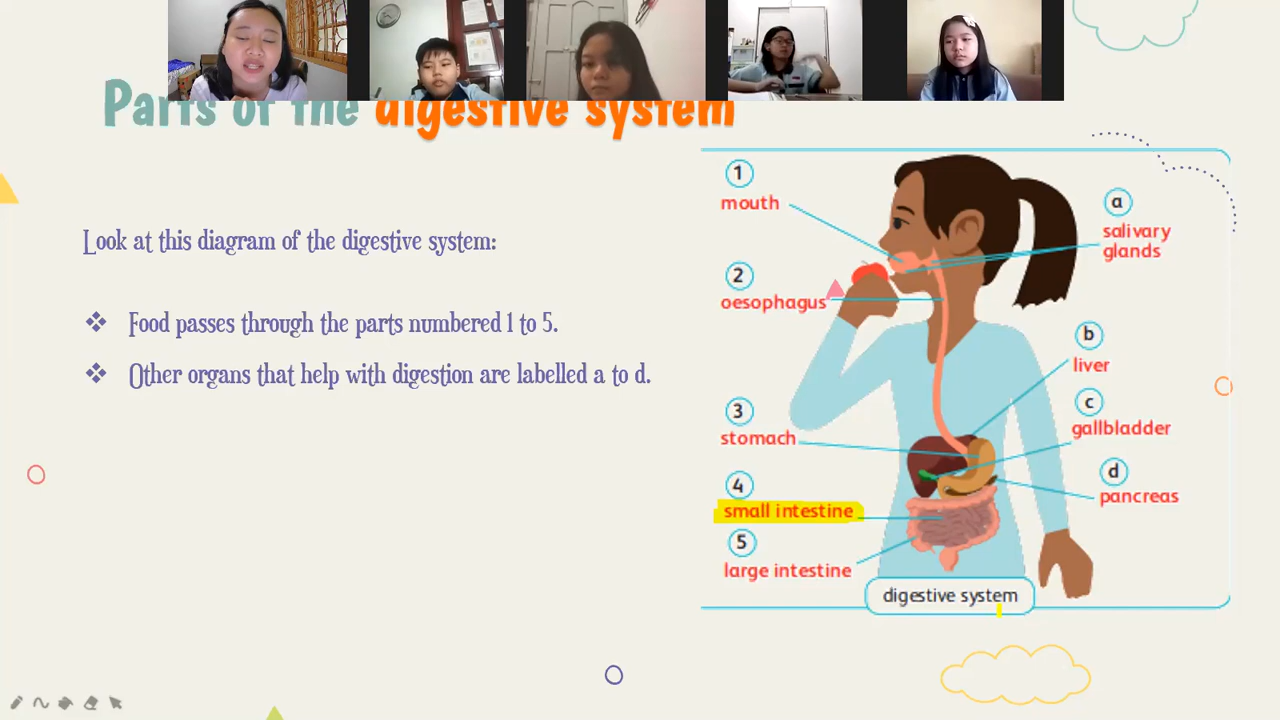 Parts of the digestive system
Look at this diagram of the digestive system:
❖ Food passes through the parts numbered 1 to 5.
❖ Other organs that help with digestion are labelled a to d.
1
mouth
2
oesophagus
3
stomach
4
small intestine
5
large intestine
a
salivary
glands
b
liver
c
gallbladder
d
pancreas
digestive system